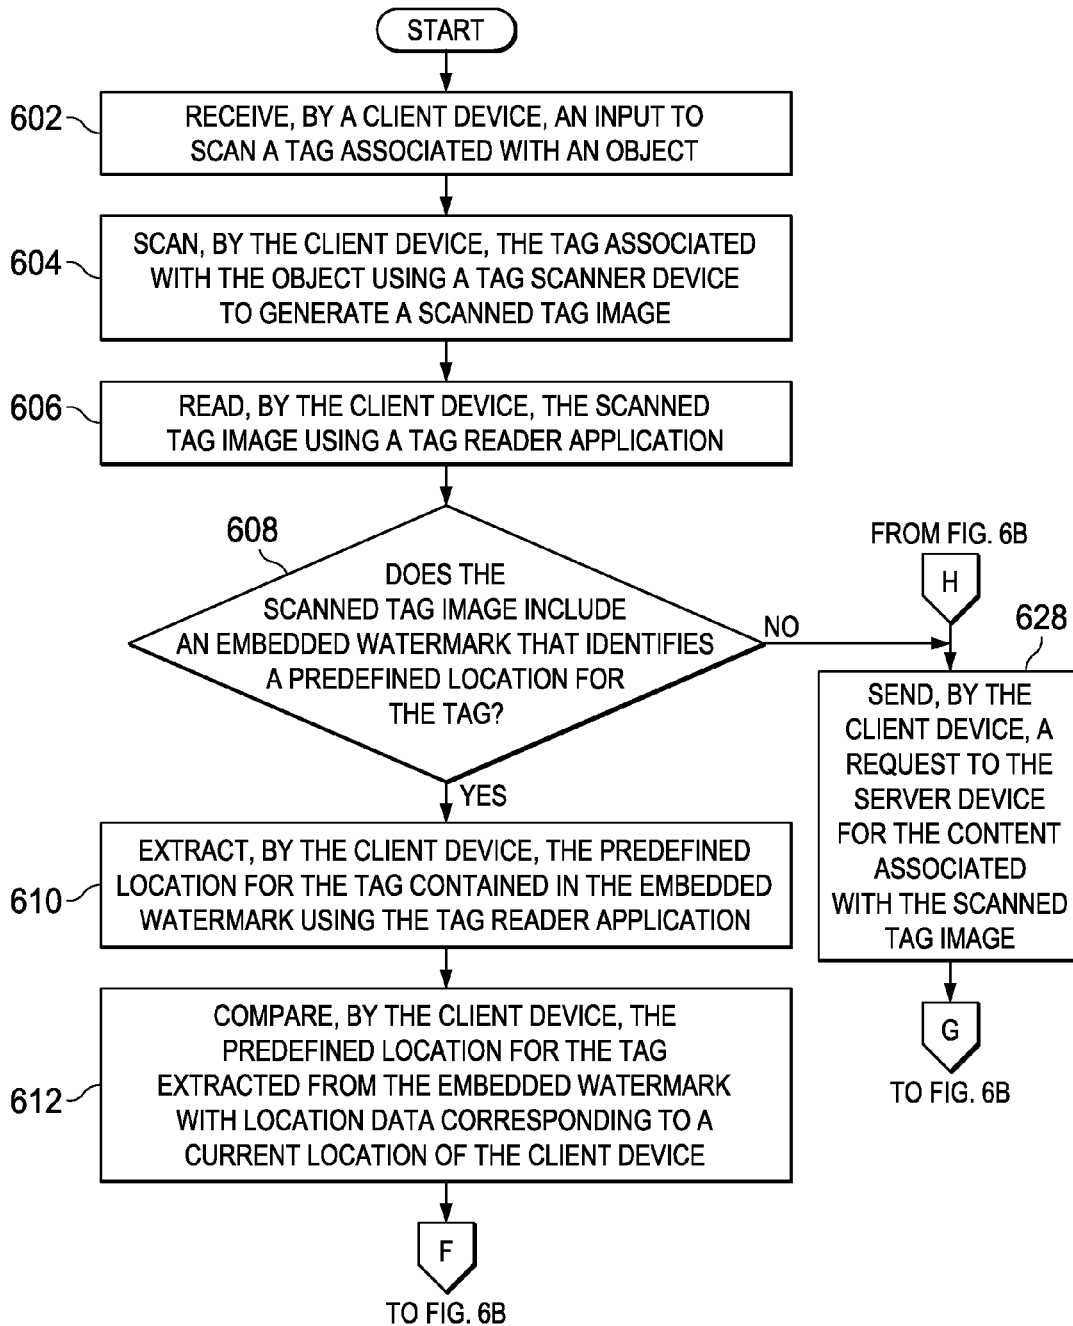 START
602
RECEIVE, BY A CLIENT DEVICE, AN INPUT TO
SCAN A TAG ASSOCIATED WITH AN OBJECT
604
SCAN, BY THE CLIENT DEVICE, THE TAG ASSOCIATED
WITH THE OBJECT USING A TAG SCANNER DEVICE
TO GENERATE A SCANNED TAG IMAGE
606
READ, BY THE CLIENT DEVICE, THE SCANNED
TAG IMAGE USING A TAG READER APPLICATION
608
DOES THE
SCANNED TAG IMAGE INCLUDE
AN EMBEDDED WATERMARK THAT IDENTIFIES
A PREDEFINED LOCATION FOR
THE TAG?
NO
YES
FROM FIG. 6B
H
628
SEND, BY THE
CLIENT DEVICE, A
REQUEST TO THE
SERVER DEVICE
FOR THE CONTENT
ASSOCIATED
WITH THE SCANNED
TAG IMAGE
G
TO FIG. 6B
610
EXTRACT, BY THE CLIENT DEVICE, THE PREDEFINED
LOCATION FOR THE TAG CONTAINED IN THE EMBEDDED
WATERMARK USING THE TAG READER APPLICATION
612
COMPARE, BY THE CLIENT DEVICE, THE
PREDEFINED LOCATION FOR THE TAG
EXTRACTED FROM THE EMBEDDED WATERMARK
WITH LOCATION DATA CORRESPONDING TO A
CURRENT LOCATION OF THE CLIENT DEVICE
F
TO FIG. 6B